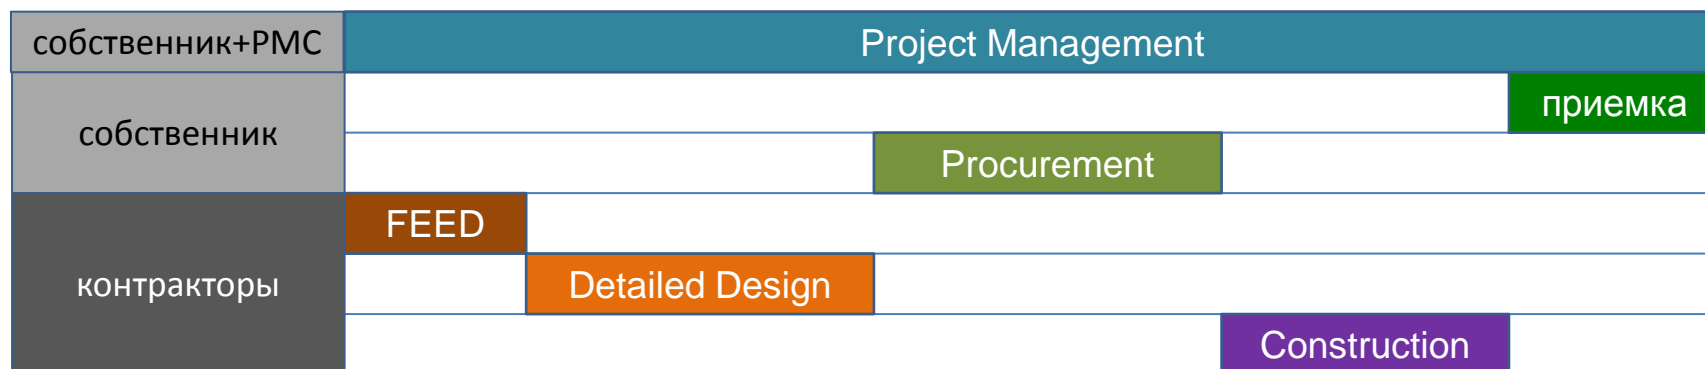 собственник+PMC
Project Management
приемка
собственник
Procurement
FEED
контракторы
Detailed Design
Construction